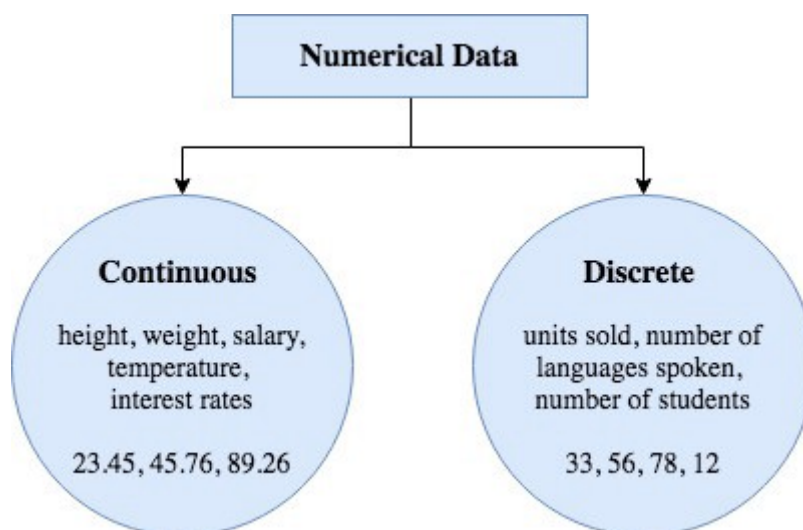 Numerical Data
Continuous
height, weight, salary,
temperature,
interest rates
23.45, 45.76, 89.26
Discrete
units sold, number of
languages spoken,
number of students
33, 56, 78, 12